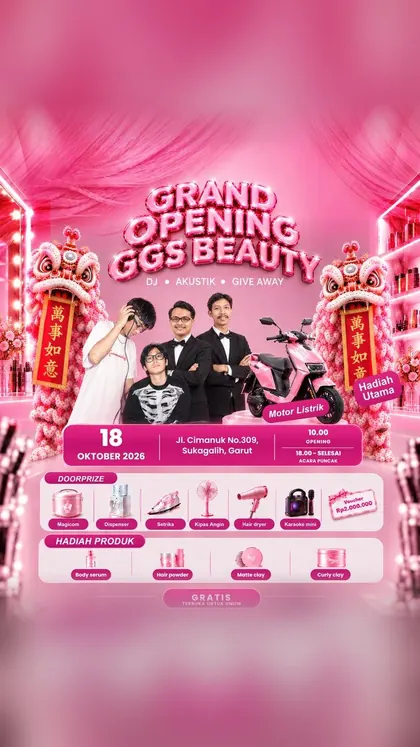 GRAND
OPENING
GGS BEAUTY
DJ • AKUSTIK • GIVE AWAY
萬事如意
萬事如意
Motor Listrik
Hadiah
Utama
18
OKTOBER 2026
Jl. Cimanuk No.309,
Sukagalih, Garut
10.00
OPENING
18.00 - SELESAI
ACARA PUNCAK
DOORPRIZE
Magicom
Dispenser
Setrika
Kipas Angin
Hair dryer
Karaoke mini
Voucher
Rp2.000.000
HADIAH PRODUK
Body serum
Hair powder
Matte clay
Curly clay
GRATIS
TERBUKA UNTUK UMUM